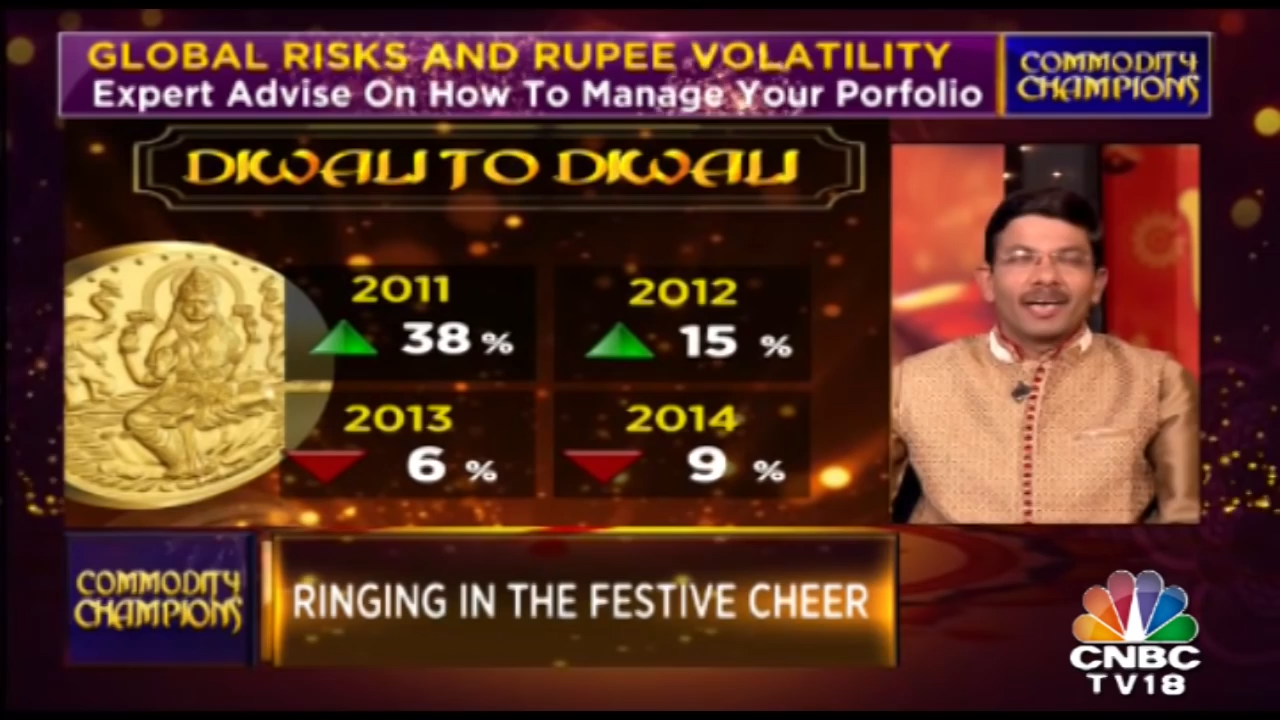 GLOBAL RISKS AND RUPEE VOLATILITY
Expert Advise On How To Manage Your Porfolio
COMMODITY
CHAMPIONS
DIWALI TO DIWALI
2011
38 %
2012
15 %
2013
6 %
2014
9 %
COMMODITY
CHAMPIONS
RINGING IN THE FESTIVE CHEER
CNBC
TV18